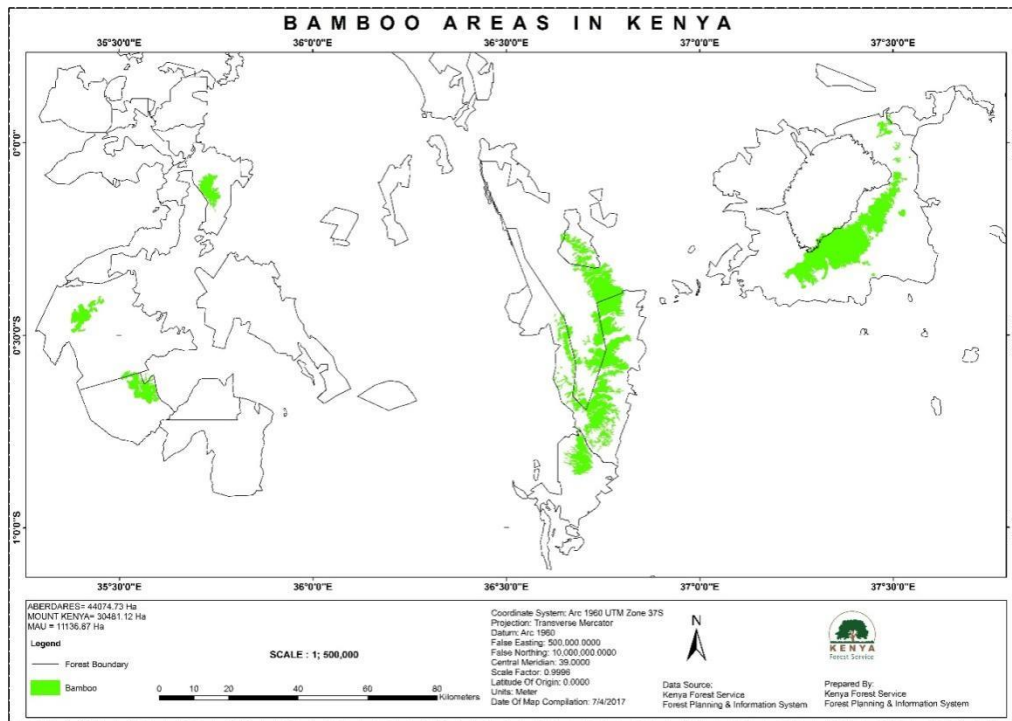 BAMBOO AREAS IN KENYA
35°30'0"E 36°0'0"E 36°30'0"E 37°0'0"E 37°30'0"E
0°0'0"
0°30'0"S
1°0'0"S
35°30'0"E 36°0'0"E 36°30'0"E 37°0'0"E 37°30'0"E
ABERDARES= 44074.73 Ha
MOUNT KENYA= 30481.12 Ha
MAU = 11136.67 Ha
Legend
Forest Boundary
Bamboo
SCALE : 1; 500,000
0 10 20 40 60 80
Kilometers
Coordinate System: Arc 1960 UTM Zone 37S
Projection: Transverse Mercator
Datum: Arc 1960
False Easting: 500,000.0000
False Northing: 10,000,000.0000
Central Meridian: 39.0000
Scale Factor: 0.9996
Latitude Of Origin: 0.0000
Units: Meter
Date Of Map Compilation: 7/4/2017
N
Data Source:
Kenya Forest Service
Forest Planning & Information System
KENYA
Forest Service
Prepared By:
Kenya Forest Service
Forest Planning & Information System